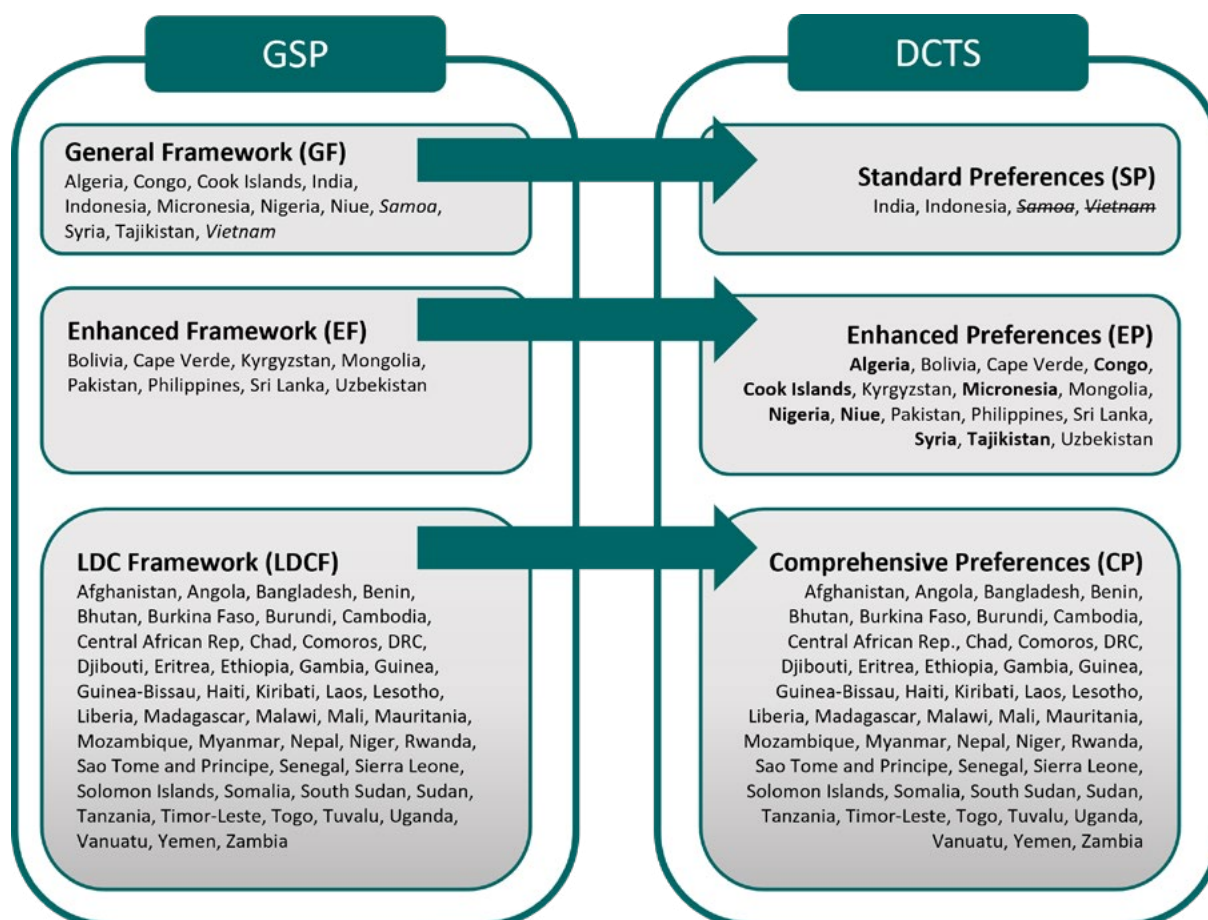 GSP
General Framework (GF)
Algeria, Congo, Cook Islands, India,
Indonesia, Micronesia, Nigeria, Niue, Samoa,
Syria, Tajikistan, Vietnam
Enhanced Framework (EF)
Bolivia, Cape Verde, Kyrgyzstan, Mongolia,
Pakistan, Philippines, Sri Lanka, Uzbekistan
LDC Framework (LDCF)
Afghanistan, Angola, Bangladesh, Benin,
Bhutan, Burkina Faso, Burundi, Cambodia,
Central African Rep, Chad, Comoros, DRC,
Djibouti, Eritrea, Ethiopia, Gambia, Guinea,
Guinea-Bissau, Haiti, Kiribati, Laos, Lesotho,
Liberia, Madagascar, Malawi, Mali, Mauritania,
Mozambique, Myanmar, Nepal, Niger, Rwanda,
Sao Tome and Principe, Senegal, Sierra Leone,
Solomon Islands, Somalia, South Sudan, Sudan,
Tanzania, Timor-Leste, Togo, Tuvalu, Uganda,
Vanuatu, Yemen, Zambia
DCTS
Standard Preferences (SP)
India, Indonesia, Samoa, Vietnam
Enhanced Preferences (EP)
Algeria, Bolivia, Cape Verde, Congo,
Cook Islands, Kyrgyzstan, Micronesia, Mongolia,
Nigeria, Niue, Pakistan, Philippines, Sri Lanka,
Syria, Tajikistan, Uzbekistan
Comprehensive Preferences (CP)
Afghanistan, Angola, Bangladesh, Benin,
Bhutan, Burkina Faso, Burundi, Cambodia,
Central African Rep., Chad, Comoros, DRC,
Djibouti, Eritrea, Ethiopia, Gambia, Guinea,
Guinea-Bissau, Haiti, Kiribati, Laos, Lesotho,
Liberia, Madagascar, Malawi, Mali, Mauritania,
Mozambique, Myanmar, Nepal, Niger, Rwanda,
Sao Tome and Principe, Senegal, Sierra Leone,
Solomon Islands, Somalia, South Sudan, Sudan,
Tanzania, Timor-Leste, Togo, Tuvalu, Uganda,
Vanuatu, Yemen, Zambia